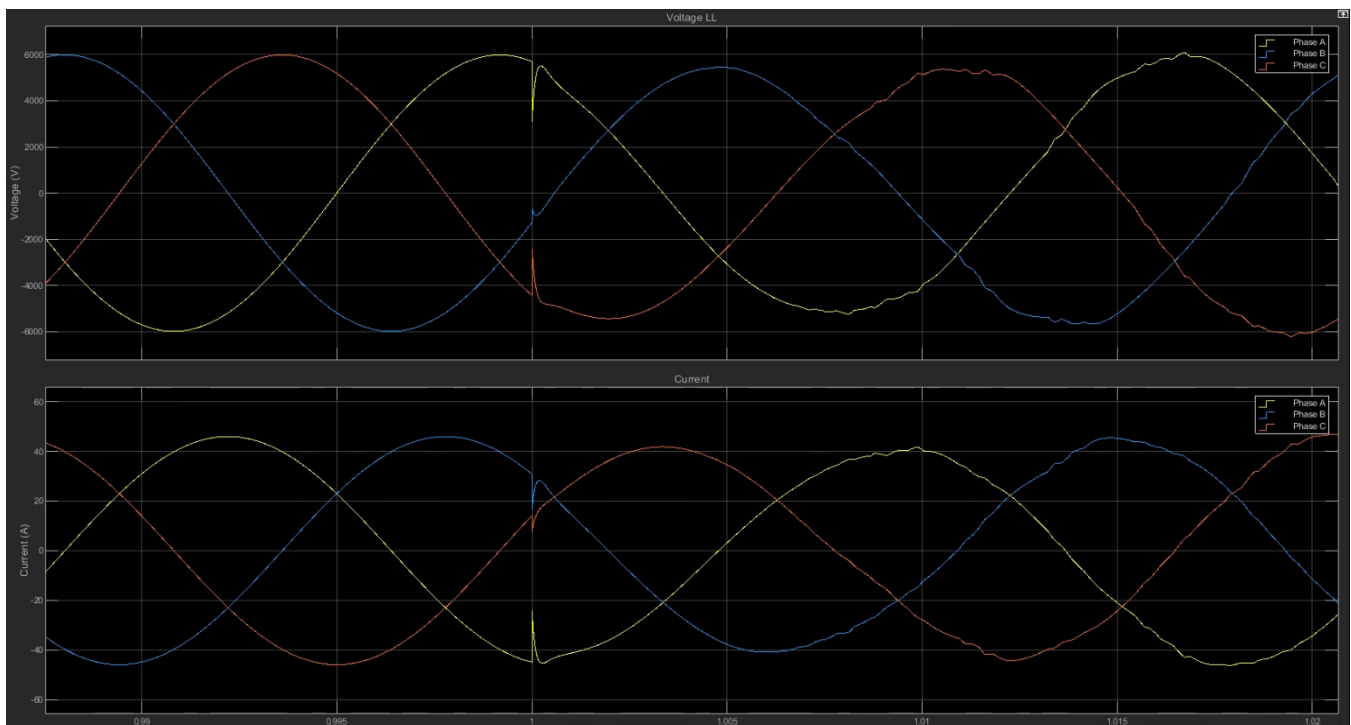 Voltage LL
Voltage (V)
6000
4000
2000
0
-2000
-4000
-6000
Phase A
Phase B
Phase C
Current
Current (A)
60
40
20
0
-20
-40
-60
Phase A
Phase B
Phase C
0.99
0.995
1
1.005
1.01
1.015
1.02